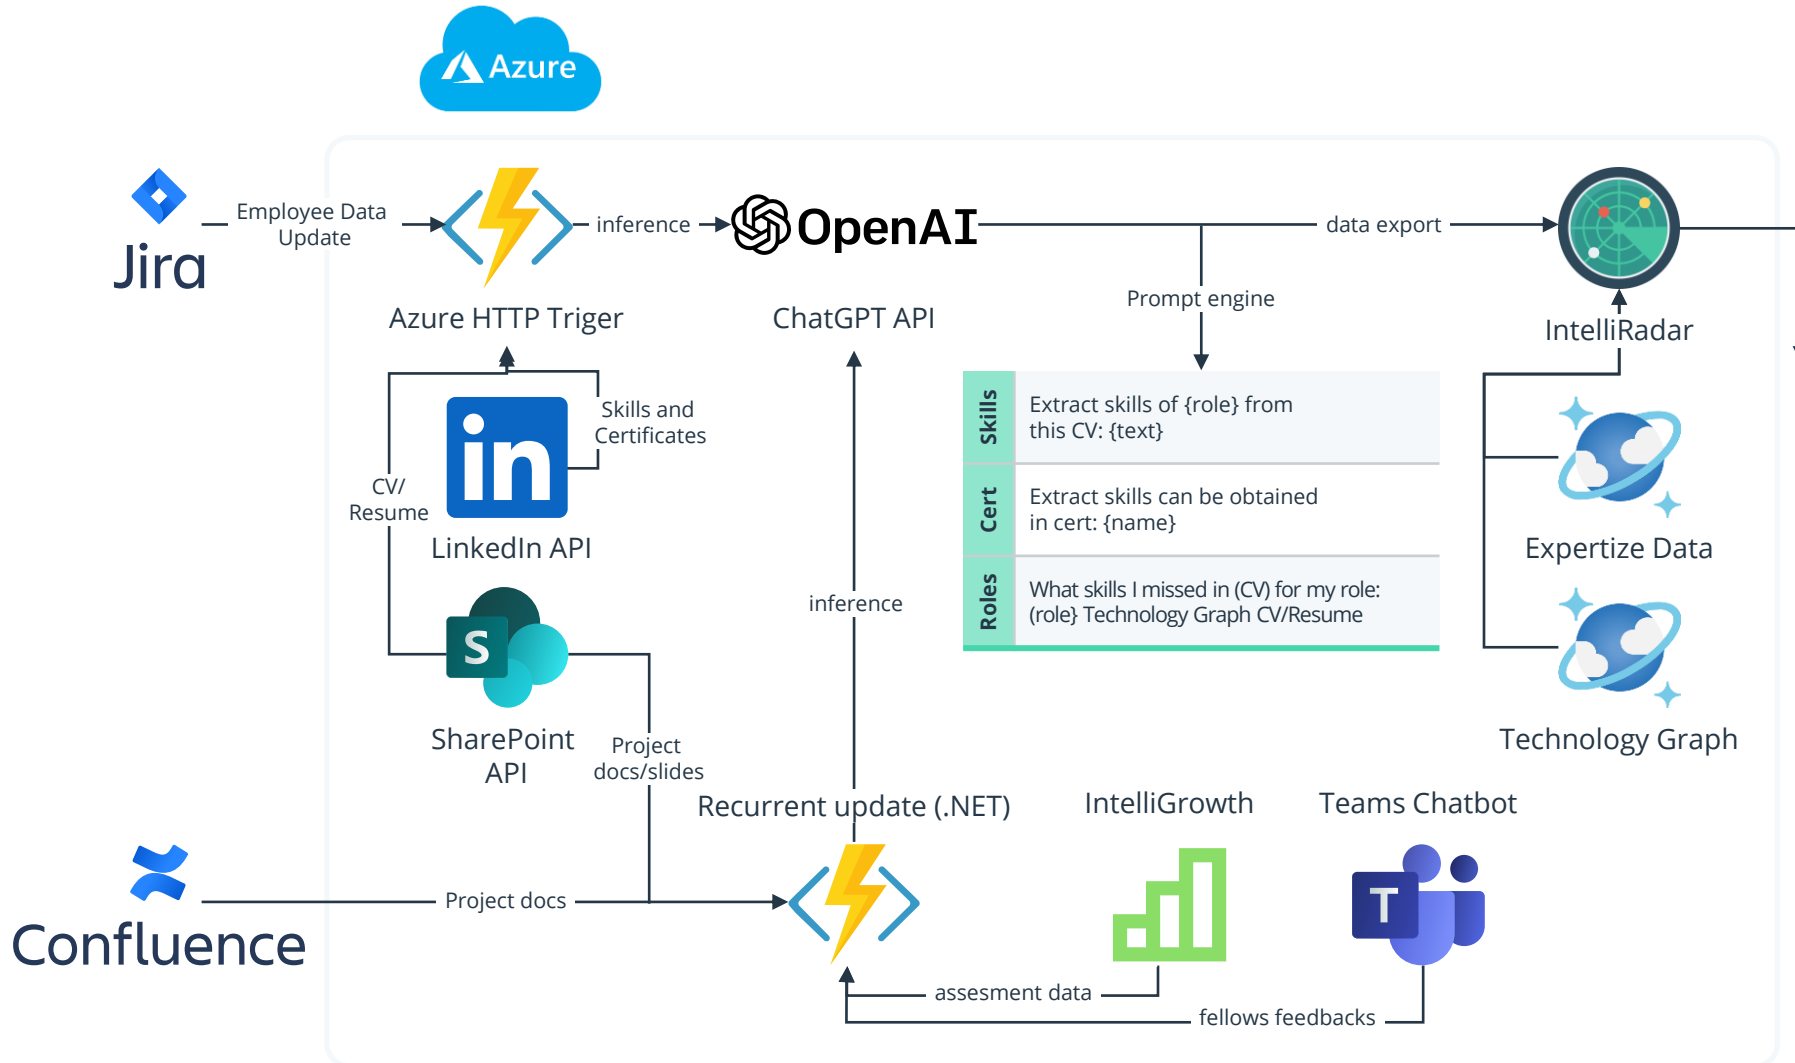 Azure
Jira
Employee Data
Update
inference
OpenAI
data export
Azure HTTP Triger
ChatGPT API
Prompt engine
IntelliRadar
Skills and
Certificates
in
CV/
Resume
LinkedIn API
Skills
Extract skills of {role} from
this CV: {text}
Cert
Extract skills can be obtained
in cert: {name}
Roles
What skills I missed in (CV) for my role:
(role} Technology Graph CV/Resume
Expertize Data
inference
S
SharePoint
API
Project
docs/slides
Technology Graph
Recurrent update (.NET)
IntelliGrowth
Teams Chatbot
T
Confluence
Project docs
assesment data
fellows feedbacks